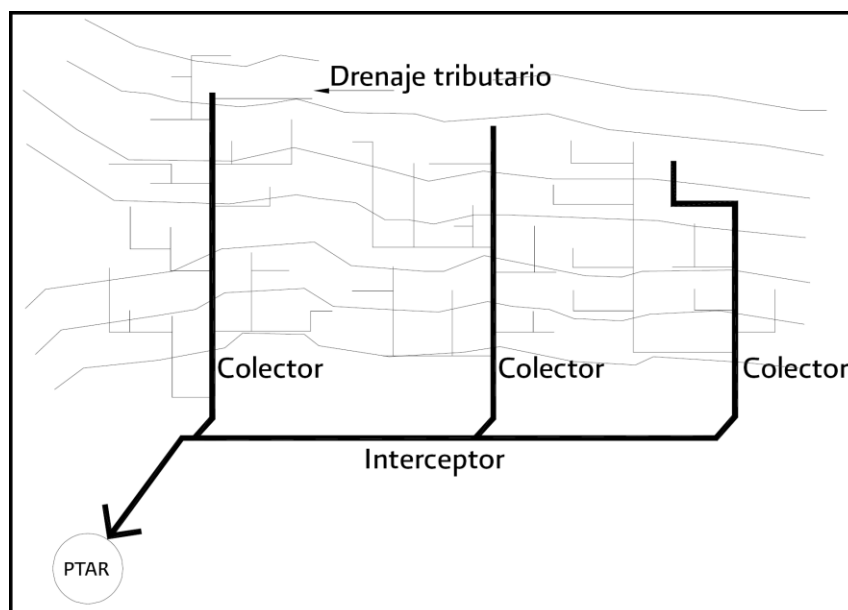 Drenaje tributario
Colector
Colector
Colector
Interceptor
PTAR